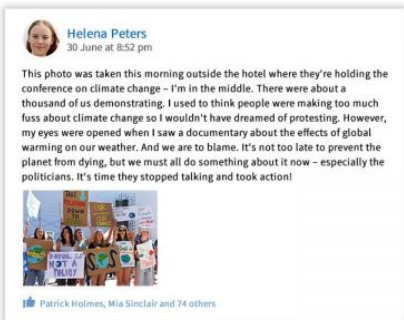 Helena Peters
30 June at 8:52 pm
This photo was taken this morning outside the hotel where they're holding the
conference on climate change – I'm in the middle. There were about a
thousand of us demonstrating. I used to think people were making too much
fuss about climate change so I wouldn't have dreamed of protesting. However,
my eyes were opened when I saw a documentary about the effects of global
warming on our weather. And we are to blame. It's not too late to prevent the
planet from dying, but we must all do something about it now – especially the
politicians. It's time they stopped talking and took action!
DENIAL IS
NOT A
POLICY
SOS
Patrick Holmes, Mia Sinclair and 74 others